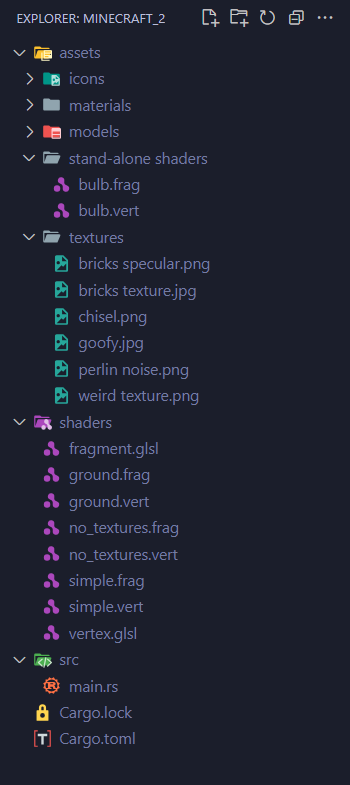 EXPLORER: MINECRAFT_2
assets
icons
materials
models
stand-alone shaders
bulb.frag
bulb.vert
textures
bricks specular.png
bricks texture.jpg
chisel.png
goofy.jpg
perlin noise.png
weird texture.png
shaders
fragment.glsl
ground.frag
ground.vert
no_textures.frag
no_textures.vert
simple.frag
simple.vert
vertex.glsl
src
main.rs
Cargo.lock
Cargo.toml